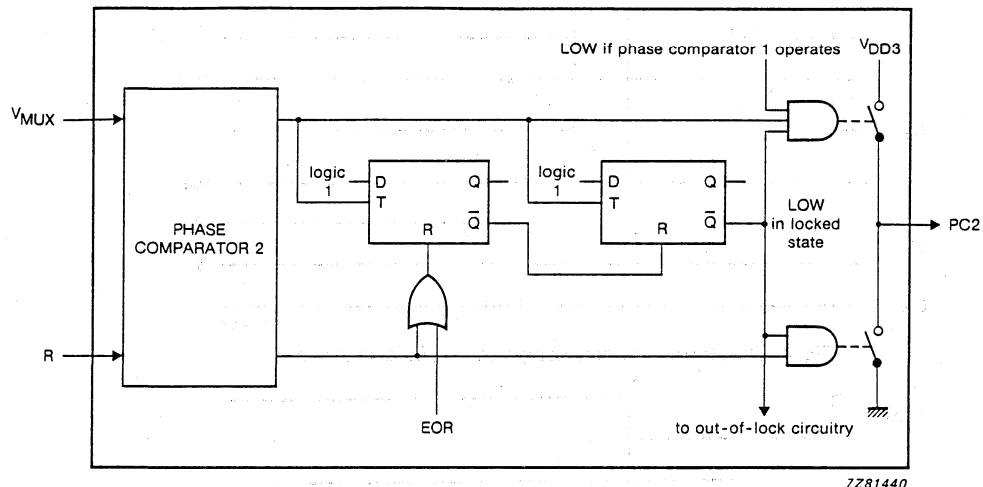 LOW if phase comparator 1 operates
VDD3
VMUX
PHASE
COMPARATOR 2
logic
1
D
Q
T
R
Q̅
logic
1
D
Q
T
R
Q̅
LOW
in locked
state
PC2
R
EOR
to out-of-lock circuitry
7Z81440